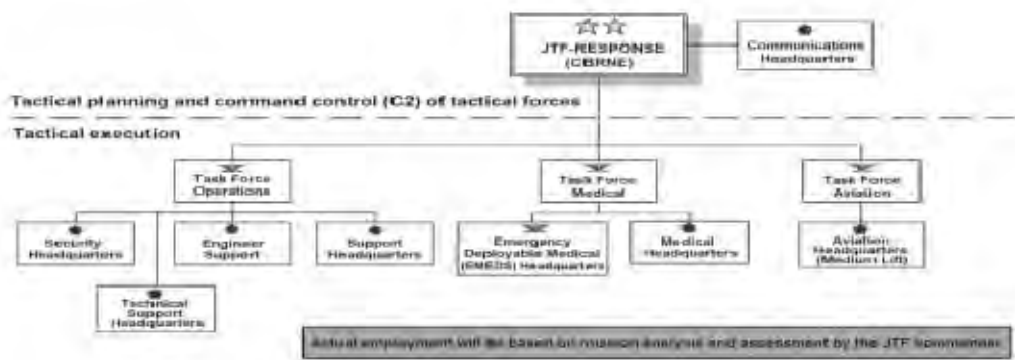 JTF-RESPONSE
(CBRNE)
Communications
Headquarters
Tactical planning and command control (C2) of tactical forces
Tactical execution
Task Force
Operations
Task Force
Medical
Task Force
Aviation
Security
Headquarters
Engineer
Support
Support
Headquarters
Emergency
Deployable Medical
(EMEDS) Headquarters
Medical
Headquarters
Aviation
Headquarters
(Medium Lift)
Technical
Support
Headquarters
Actual employment will be based on mission analysis and assessment by the JTF commander.